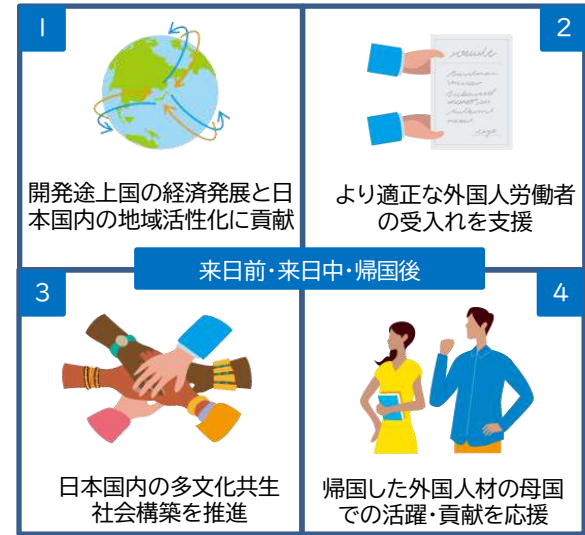 1
開発途上国の経済発展と日
本国内の地域活性化に貢献
2
より適正な外国人労働者
の受入れを支援
来日前・来日中・帰国後
3
日本国内の多文化共生
社会構築を推進
4
帰国した外国人材の母国
での活躍・貢献を応援